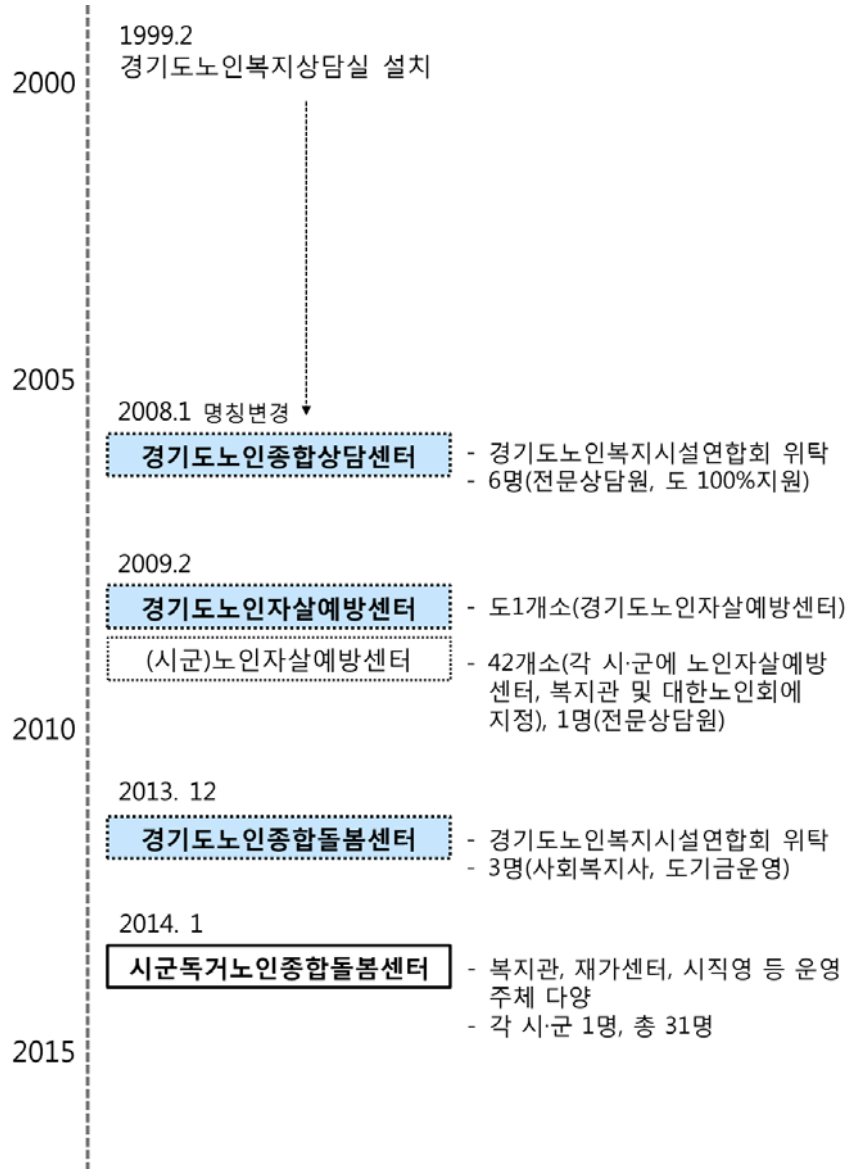 1999.2
경기도노인복지상담실 설치
2000
2005
2008.1 명칭변경
경기도노인종합상담센터
- 경기도노인복지시설연합회 위탁
- 6명(전문상담원, 도 100%지원)
2009.2
경기도노인자살예방센터
- 도1개소(경기도노인자살예방센터)
(시군)노인자살예방센터
- 42개소(각 시·군에 노인자살예방
센터, 복지관 및 대한노인회에
지정), 1명(전문상담원)
2010
2013. 12
경기도노인종합돌봄센터
- 경기도노인복지시설연합회 위탁
- 3명(사회복지사, 도기금운영)
2014. 1
시군독거노인종합돌봄센터
- 복지관, 재가센터, 시직영 등 운영
주체 다양
- 각 시·군 1명, 총 31명
2015